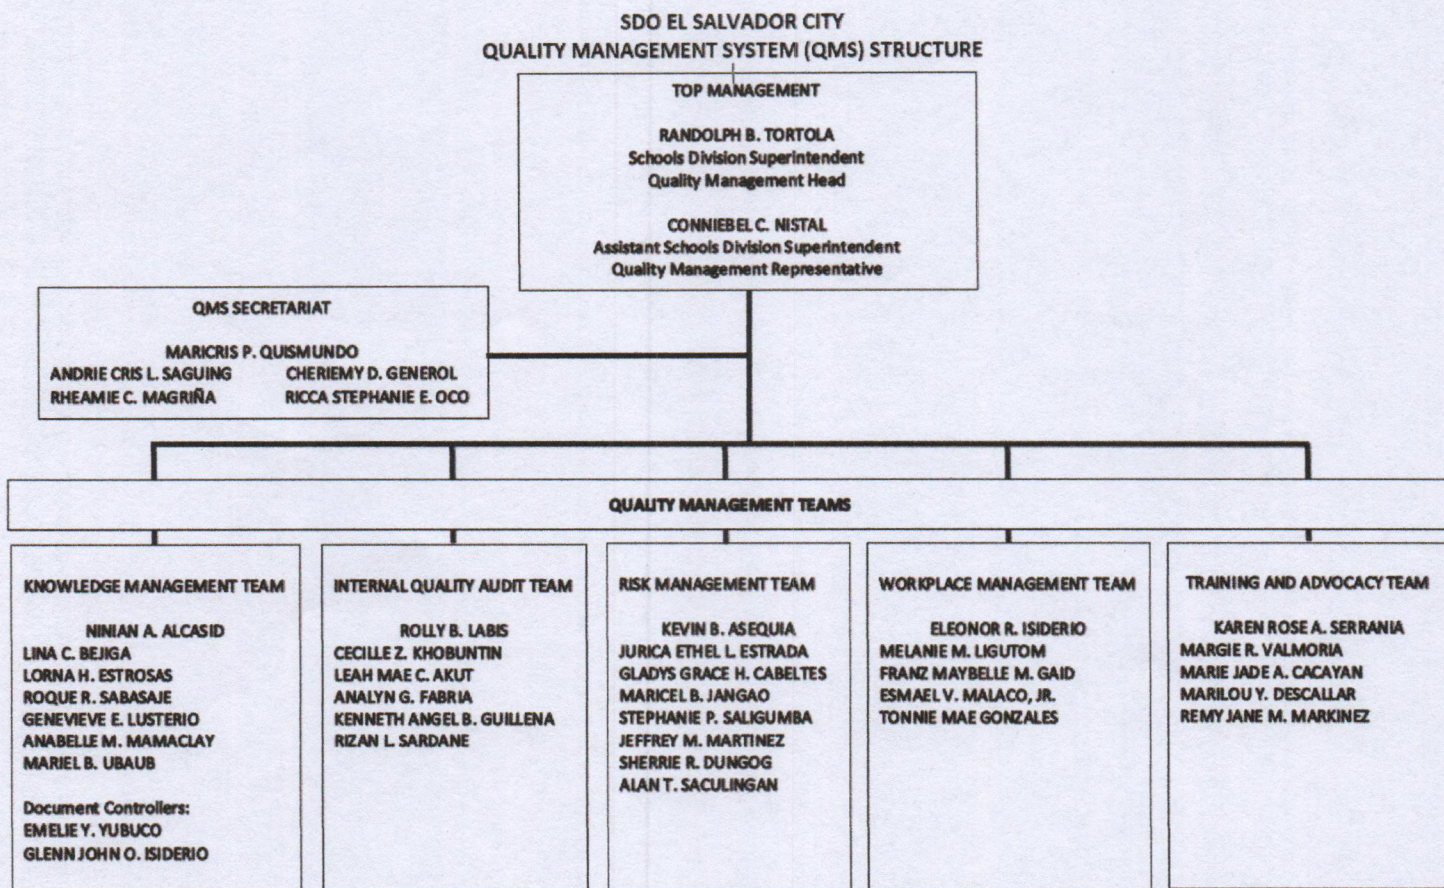 SDO EL SALVADOR CITY
QUALITY MANAGEMENT SYSTEM (QMS) STRUCTURE
TOP MANAGEMENT
RANDOLPH B. TORTOLA
Schools Division Superintendent
Quality Management Head
CONNIEBEL C. NISTAL
Assistant Schools Division Superintendent
Quality Management Representative
QMS SECRETARIAT
MARICRIS P. QUISMUNDO
ANDRIE CRIS L. SAGUING CHERIEMY D. GENEROL
RHEAMIE C. MAGRIÑA RICCA STEPHANIE E. OCO
QUALITY MANAGEMENT TEAMS
KNOWLEDGE MANAGEMENT TEAM
NINIAN A. ALCASID
LINA C. BEJIGA
LORNA H. ESTROSAS
ROQUE R. SABASAJE
GENEVIEVE E. LUSTERIO
ANABELLE M. MAMACLAY
MARIEL B. UBAUB
Document Controllers:
EMELIE Y. YUBUCO
GLENN JOHN O. ISIDERIO
INTERNAL QUALITY AUDIT TEAM
ROLLY B. LABIS
CECILLE Z. KHOBUNTIN
LEAH MAE C. AKUT
ANALYN G. FABRIA
KENNETH ANGEL B. GUILLENA
RIZAN L. SARDANE
RISK MANAGEMENT TEAM
KEVIN B. ASEQUIA
JURICA ETHEL L. ESTRADA
GLADYS GRACE H. CABELTES
MARICEL B. JANGAO
STEPHANIE P. SALIGUMBA
JEFFREY M. MARTINEZ
SHERRIE R. DUNGOG
ALAN T. SACULINGAN
WORKPLACE MANAGEMENT TEAM
ELEONOR R. ISIDERIO
MELANIE M. LIGUTOM
FRANZ MAYBELLE M. GAID
ESMAEL V. MALACO, JR.
TONNIE MAE GONZALES
TRAINING AND ADVOCACY TEAM
KAREN ROSE A. SERRANIA
MARGIE R. VALMORIA
MARIE JADE A. CACAYAN
MARILOU Y. DESCALLAR
REMY JANE M. MARKINEZ